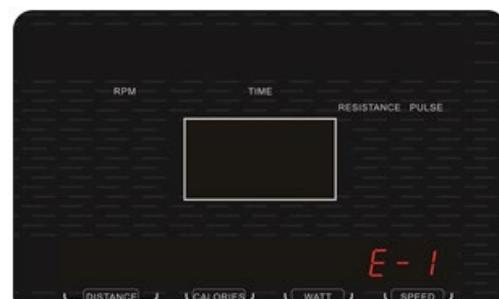 RPM TIME
RESISTANCE PULSE
E-1
DISTANCE CALORIES WATT SPEED